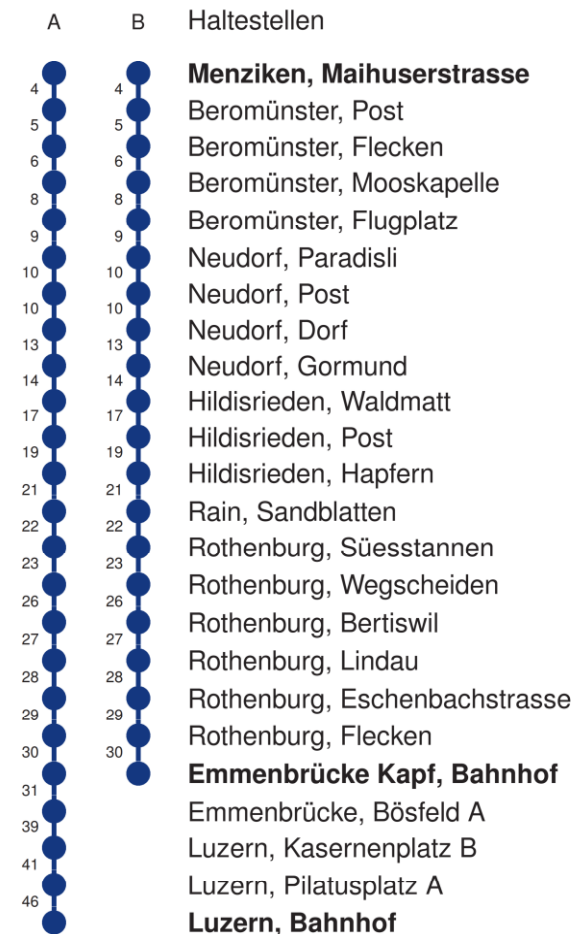 A B Haltestellen
Menziken, Maihuserstrasse
4 4
Beromünster, Post
5 5
Beromünster, Flecken
6 6
Beromünster, Mooskapelle
8 8
Beromünster, Flugplatz
9 9
Neudorf, Paradisli
10 10
Neudorf, Post
10 10
Neudorf, Dorf
13 13
Neudorf, Gormund
14 14
Hildisrieden, Waldmatt
17 17
Hildisrieden, Post
19 19
Hildisrieden, Hapfern
21 21
Rain, Sandblatten
22 22
Rothenburg, Süesstannen
23 23
Rothenburg, Wegscheiden
26 26
Rothenburg, Bertiswil
27 27
Rothenburg, Lindau
28 28
Rothenburg, Eschenbachstrasse
29 29
Rothenburg, Flecken
30 30
Emmenbrücke Kapf, Bahnhof
31
Emmenbrücke, Bösfeld A
39
Luzern, Kasernenplatz B
41
Luzern, Pilatusplatz A
46
Luzern, Bahnhof